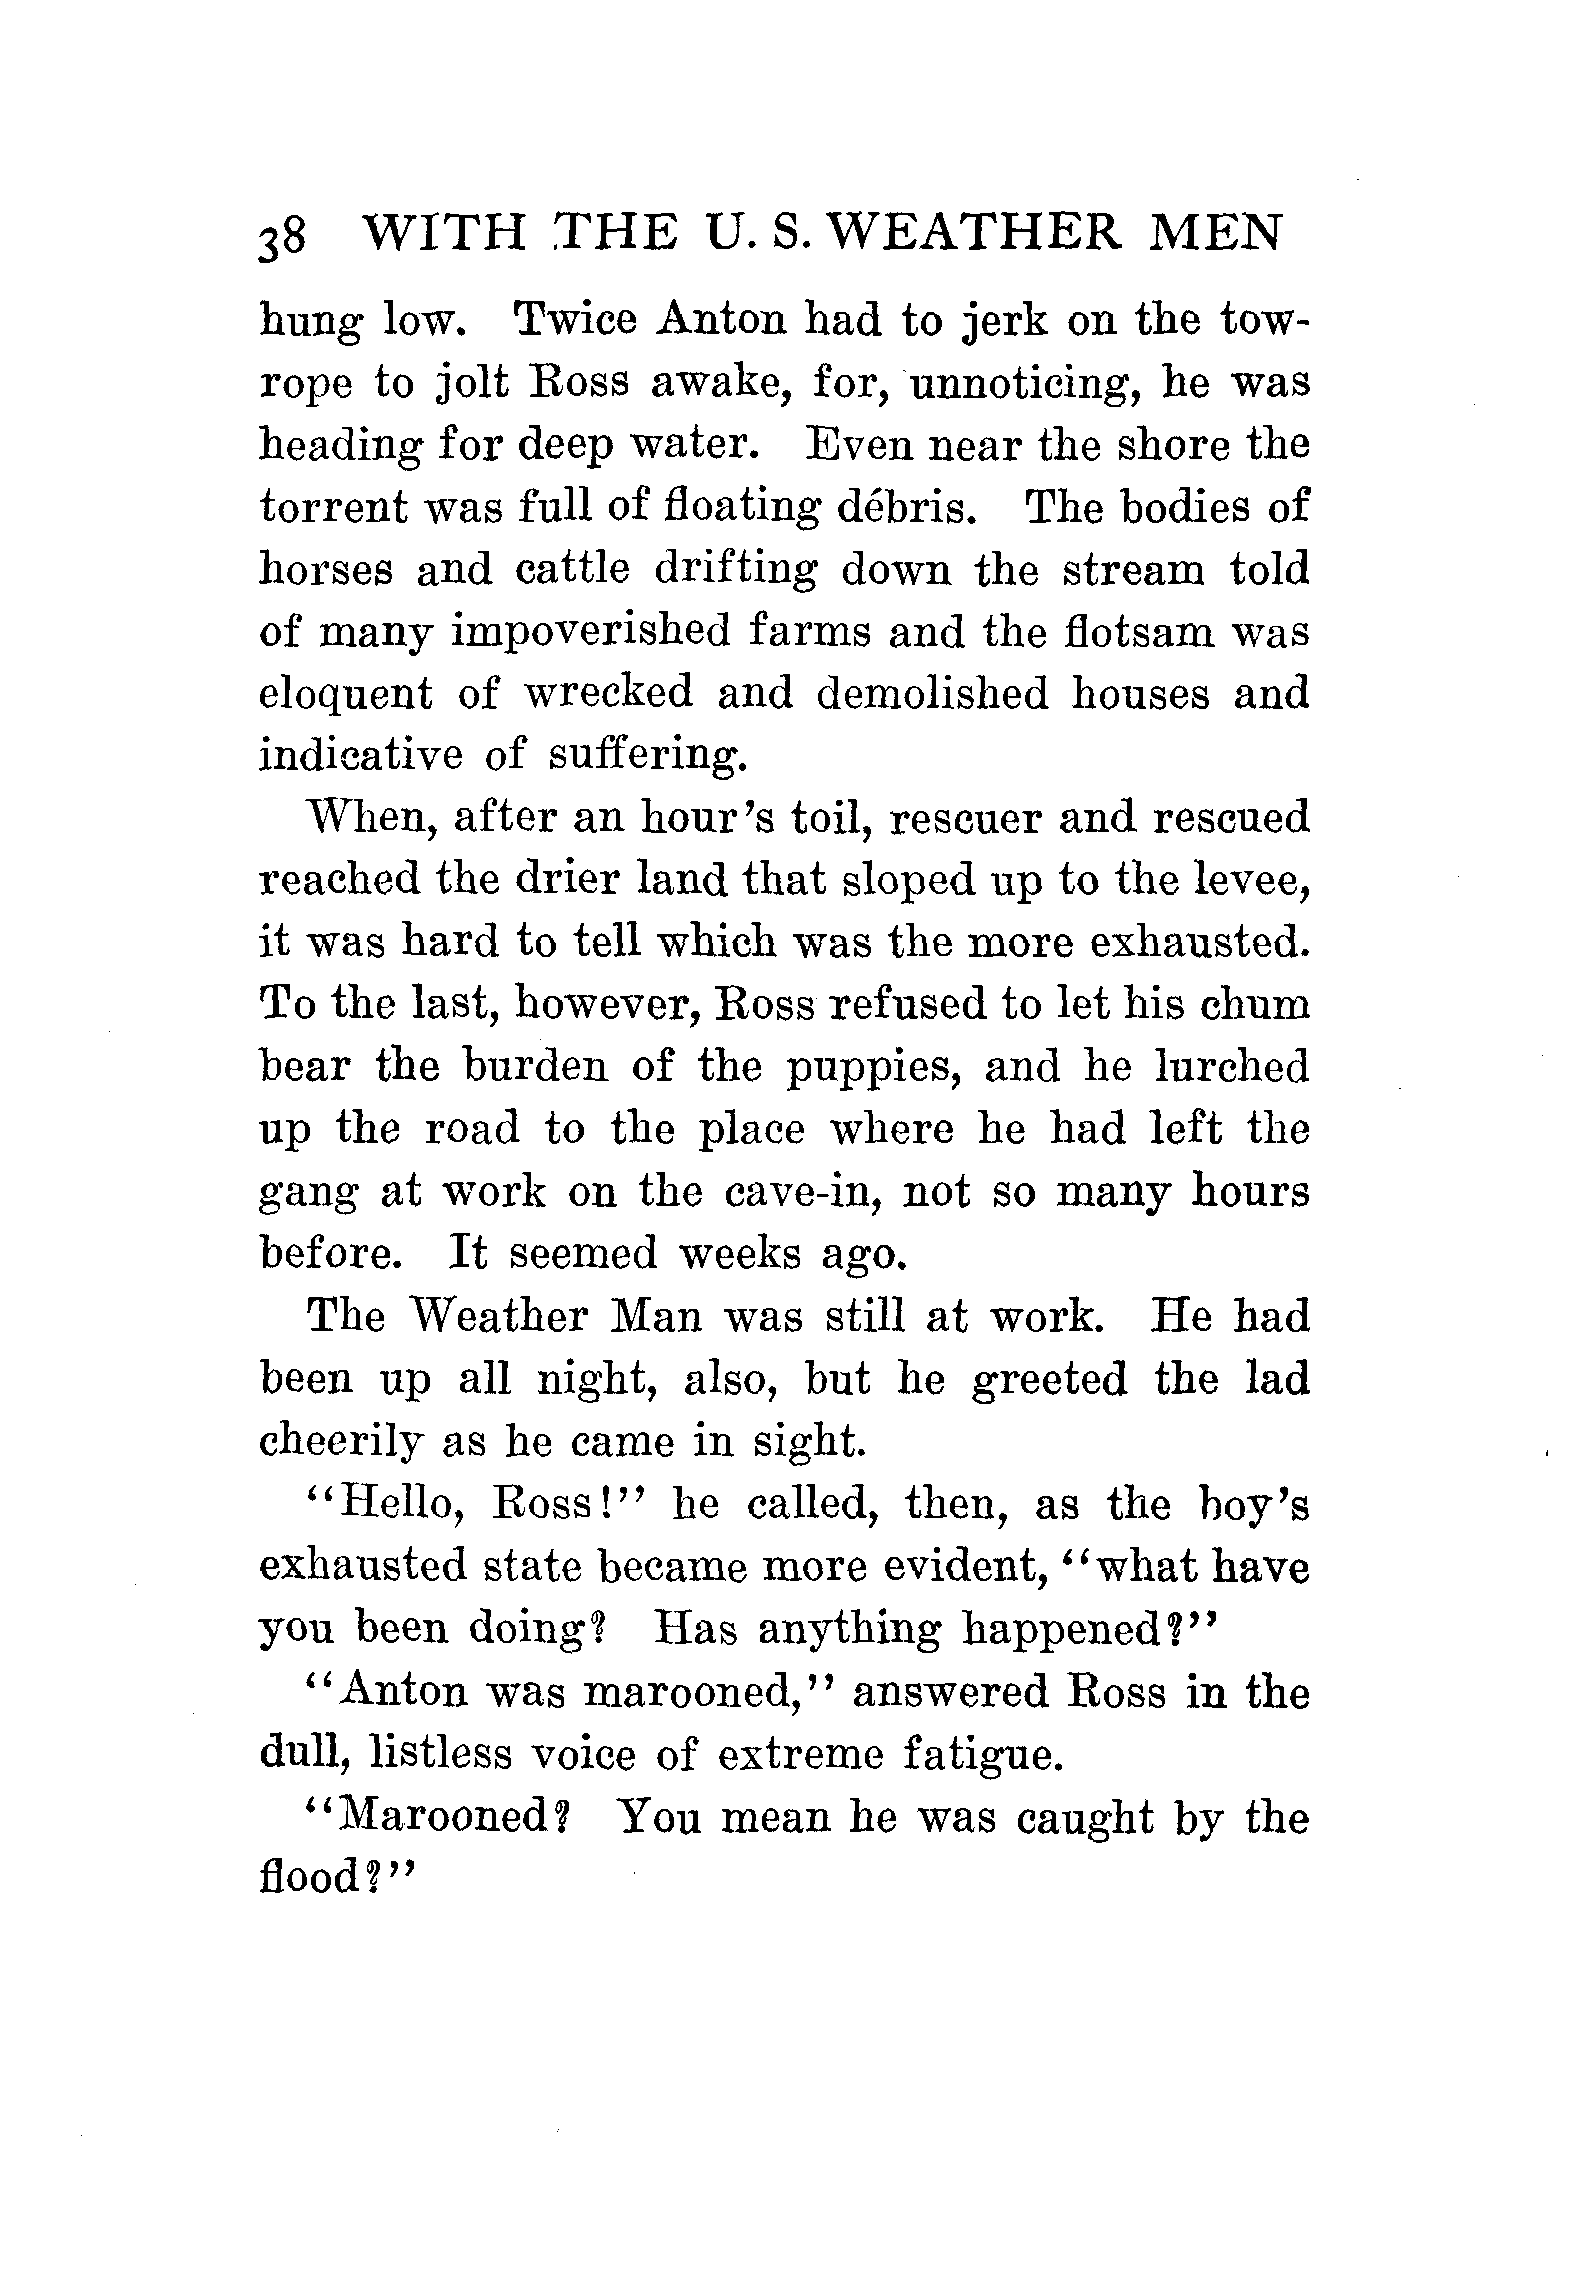 38 WITH THE U. S. WEATHER MEN
hung low. Twice Anton had to jerk on the tow-
rope to jolt Ross awake, for, unnoticing, he was
heading for deep water. Even near the shore the
torrent was full of floating débris. The bodies of
horses and cattle drifting down the stream told
of many impoverished farms and the flotsam was
eloquent of wrecked and demolished houses and
indicative of suffering.
When, after an hour's toil, rescuer and rescued
reached the drier land that sloped up to the levee,
it was hard to tell which was the more exhausted.
To the last, however, Ross refused to let his chum
bear the burden of the puppies, and he lurched
up the road to the place where he had left the
gang at work on the cave-in, not so many hours
before. It seemed weeks ago.
The Weather Man was still at work. He had
been up all night, also, but he greeted the lad
cheerily as he came in sight.
"Hello, Ross!" he called, then, as the boy's
exhausted state became more evident, "what have
you been doing? Has anything happened?"
"Anton was marooned," answered Ross in the
dull, listless voice of extreme fatigue.
"Marooned? You mean he was caught by the
flood?"